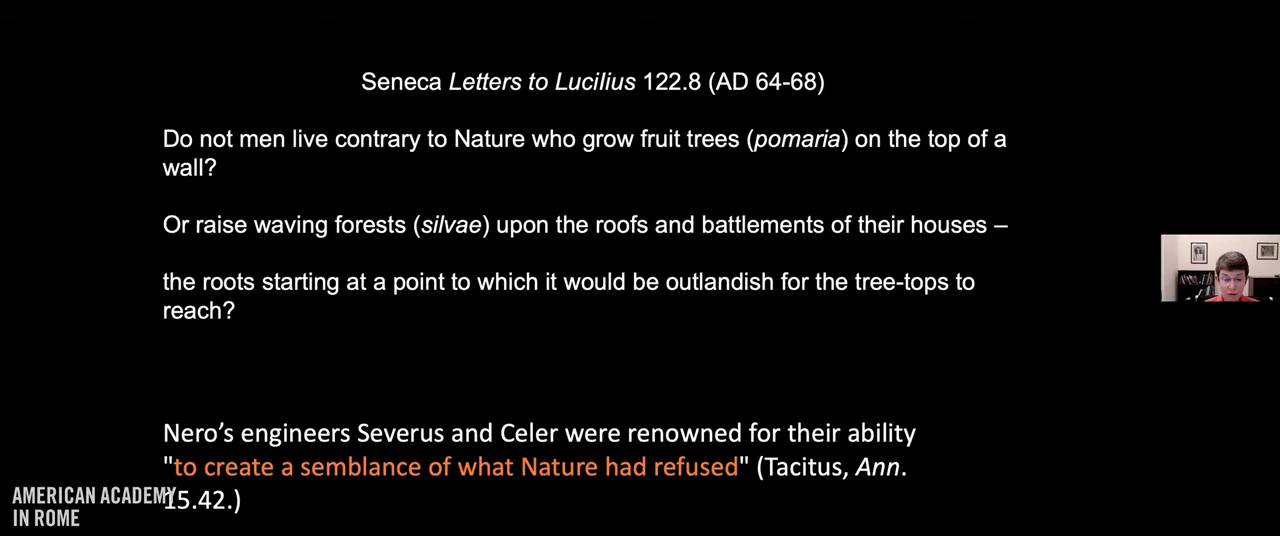 Seneca Letters to Lucilius 122.8 (AD 64-68)
Do not men live contrary to Nature who grow fruit trees (pomaria) on the top of a
wall?
Or raise waving forests (silvae) upon the roofs and battlements of their houses –
the roots starting at a point to which it would be outlandish for the tree-tops to
reach?
Nero’s engineers Severus and Celer were renowned for their ability
"to create a semblance of what Nature had refused" (Tacitus, Ann.
15.42.)
AMERICAN ACADEMY
IN ROME